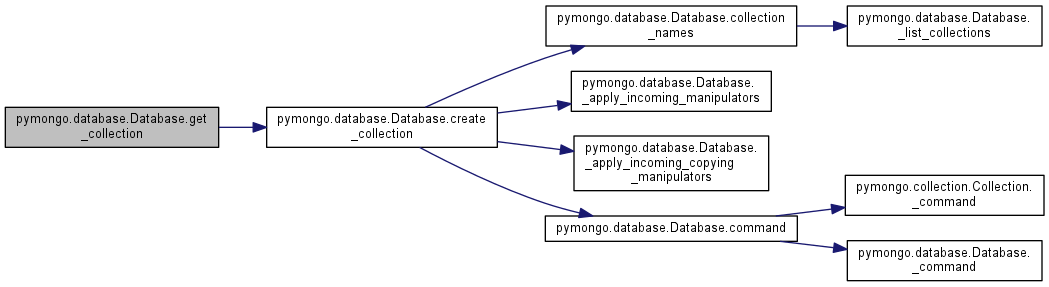 pymongo.database.Database.get
_collection
pymongo.database.Database.create
_collection
pymongo.database.Database.collection
_names
pymongo.database.Database.
_list_collections
pymongo.database.Database.
_apply_incoming_manipulators
pymongo.database.Database.
_apply_incoming_copying
_manipulators
pymongo.database.Database.command
pymongo.collection.Collection.
_command
pymongo.database.Database.
_command